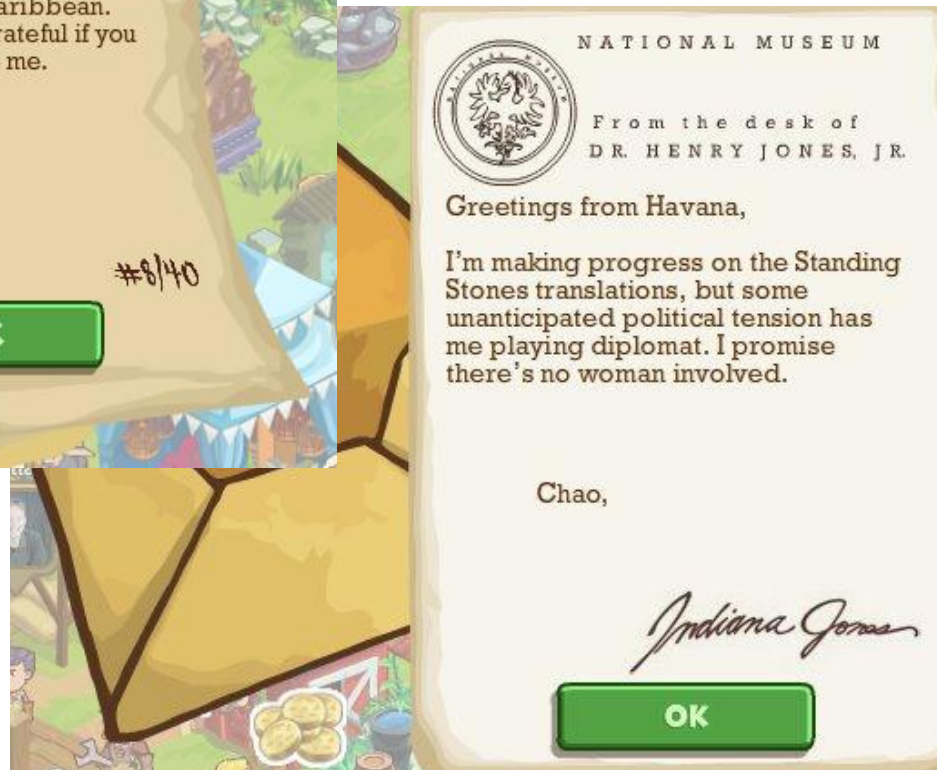 aribbean.
rateful if you
me.
#8/40
NATIONAL MUSEUM
NATIONAL MUSEUM
From the desk of
DR. HENRY JONES, JR.
Greetings from Havana,
I'm making progress on the Standing
Stones translations, but some
unanticipated political tension has
me playing diplomat. I promise
there's no woman involved.
Chao,
Indiana Jones
OK